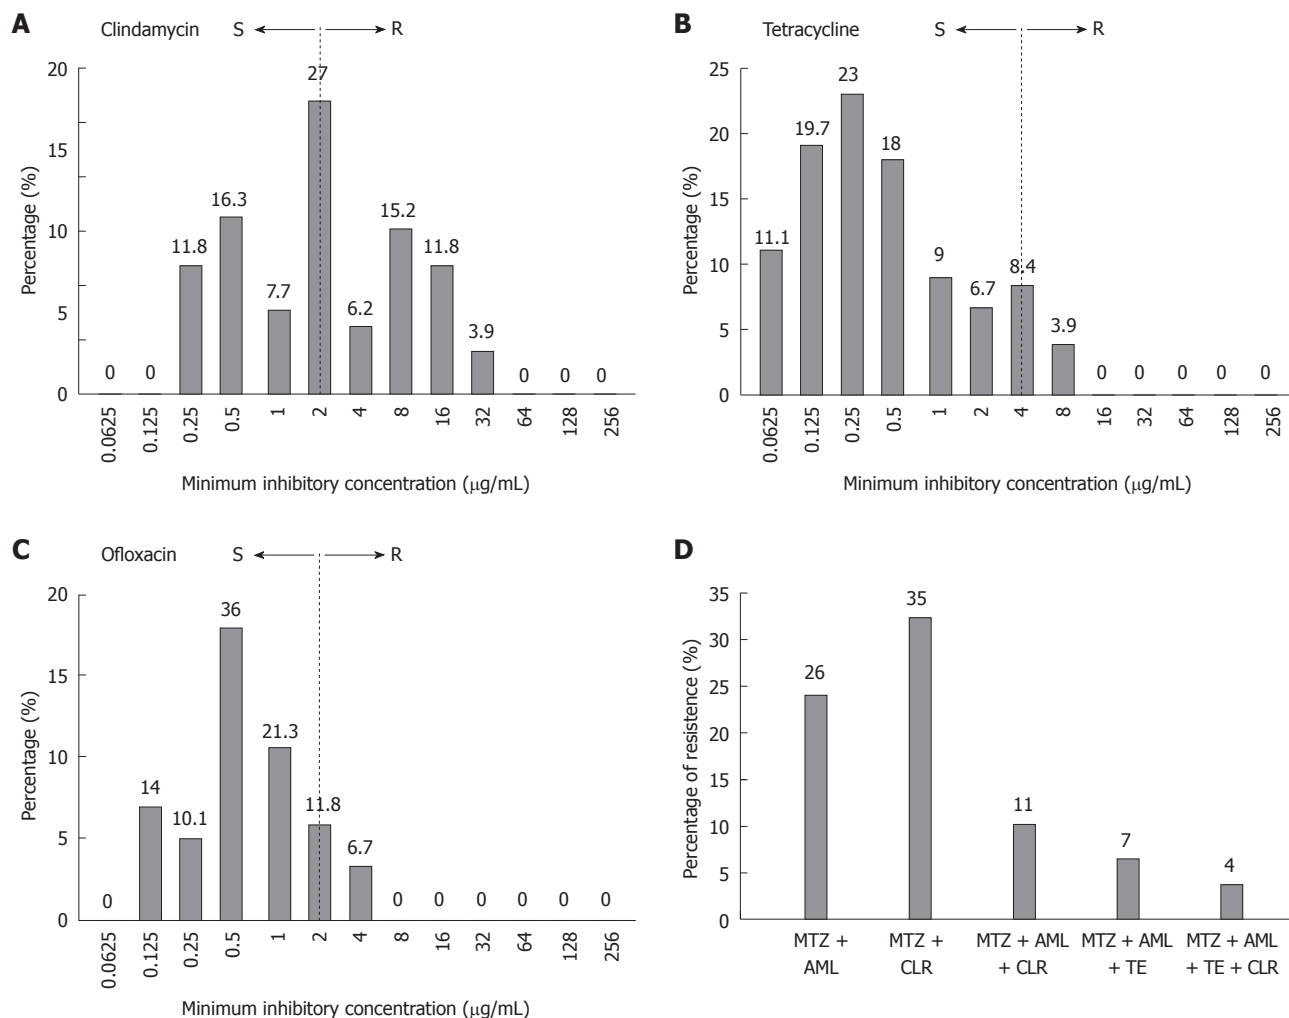 A
Clindamycin S R
20
15
10
5
0
Percentage (%)
0 0 11.8 16.3 7.7 27 6.2 15.2 11.8 3.9 0 0 0
0.0625 0.125 0.25 0.5 1 2 4 8 16 32 64 128 256
Minimum inhibitory concentration (μg/mL)
B
Tetracycline S R
25
20
15
10
5
0
Percentage (%)
11.1 19.7 23 18 9 6.7 8.4 3.9 0 0 0 0 0
0.0625 0.125 0.25 0.5 1 2 4 8 16 32 64 128 256
Minimum inhibitory concentration (μg/mL)
C
Ofloxacin S R
20
15
10
5
0
Percentage (%)
0 14 10.1 36 21.3 11.8 6.7 0 0 0 0 0 0
0.0625 0.125 0.25 0.5 1 2 4 8 16 32 64 128 256
Minimum inhibitory concentration (μg/mL)
D
35
30
25
20
15
10
5
0
Percentage of resistence (%)
26 35 11 7 4
MTZ + MTZ + MTZ + AML MTZ + AML MTZ + AML
AML CLR + CLR + TE + TE + CLR